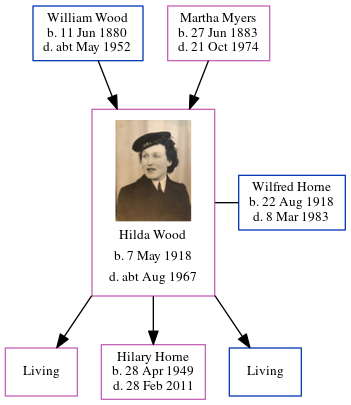 William Wood
b. 11 Jun 1880
d. abt May 1952
Martha Myers
b. 27 Jun 1883
d. 21 Oct 1974
Wilfred Horne
b. 22 Aug 1918
d. 8 Mar 1983
Hilda Wood
b. 7 May 1918
d. abt Aug 1967
Living
Hilary Horne
b. 28 Apr 1949
d. 28 Feb 2011
Living